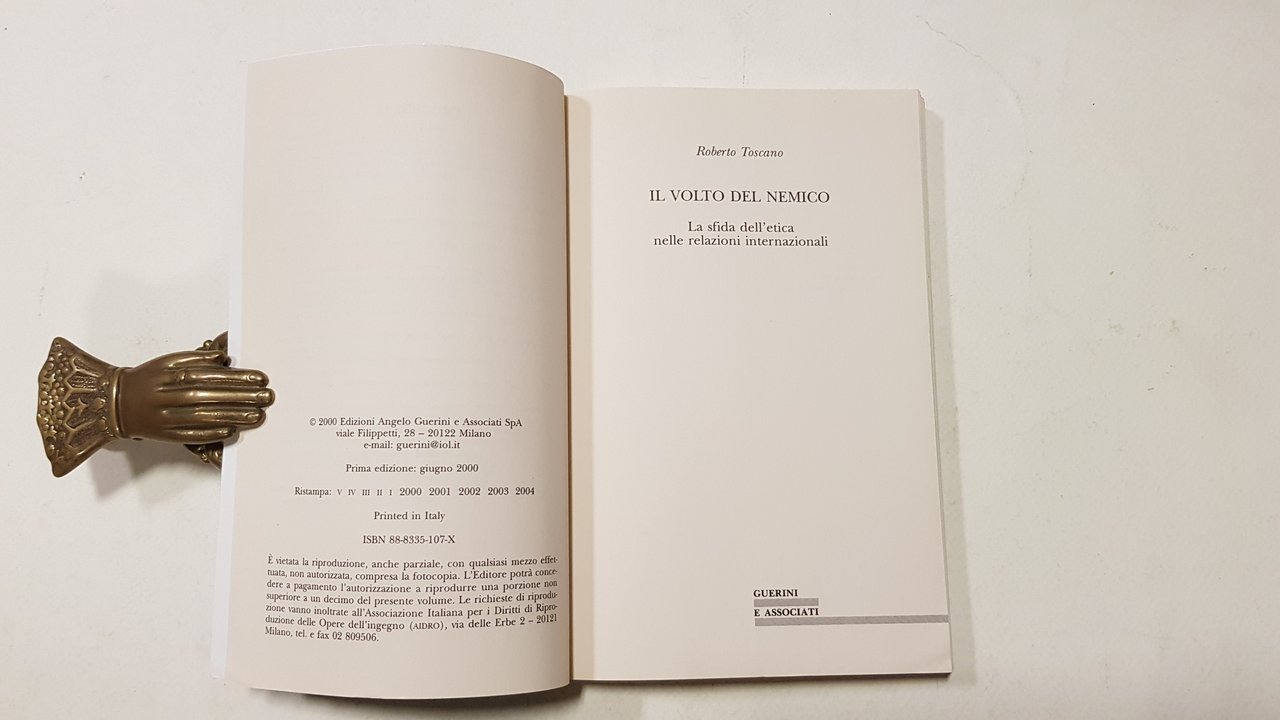 © 2000 Edizioni Angelo Guerini e Associati SpA
viale Filippetti, 28 – 20122 Milano
e-mail: guerini@iol.it
Prima edizione: giugno 2000
Ristampa: V IV III II I 2000 2001 2002 2003 2004
Printed in Italy
ISBN 88-8335-107-X
È vietata la riproduzione, anche parziale, con qualsiasi mezzo effet-
tuata, non autorizzata, compresa la fotocopia. L'Editore potrà conce-
dere a pagamento l'autorizzazione a riprodurre una porzione non
superiore a un decimo del presente volume. Le richieste di riprodu-
zione vanno inoltrate all'Associazione Italiana per i Diritti di Ripro-
duzione delle Opere dell'ingegno (AIDRO), via delle Erbe 2 – 20121
Milano, tel. e fax 02 809506.
Roberto Toscano
IL VOLTO DEL NEMICO
La sfida dell'etica
nelle relazioni internazionali
GUERINI
E ASSOCIATI